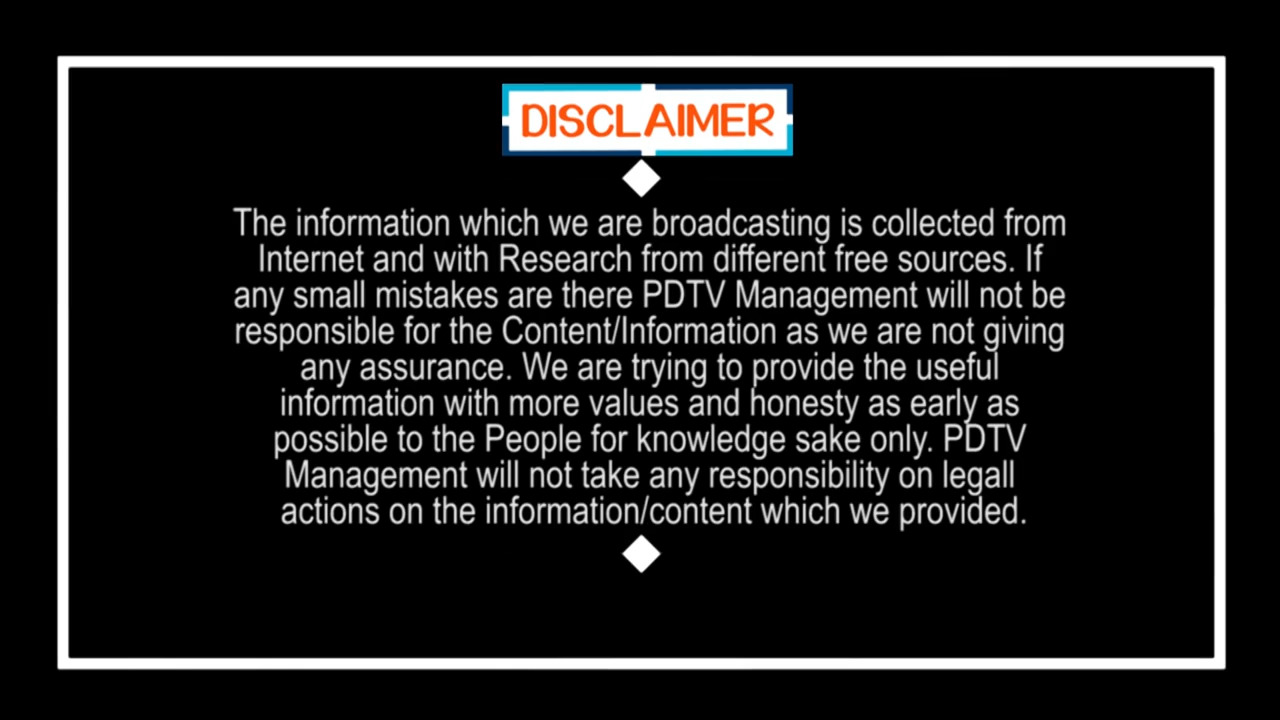 DISCLAIMER
The information which we are broadcasting is collected from
Internet and with Research from different free sources. If
any small mistakes are there PDTV Management will not be
responsible for the Content/Information as we are not giving
any assurance. We are trying to provide the useful
information with more values and honesty as early as
possible to the People for knowledge sake only. PDTV
Management will not take any responsibility on legall
actions on the information/content which we provided.